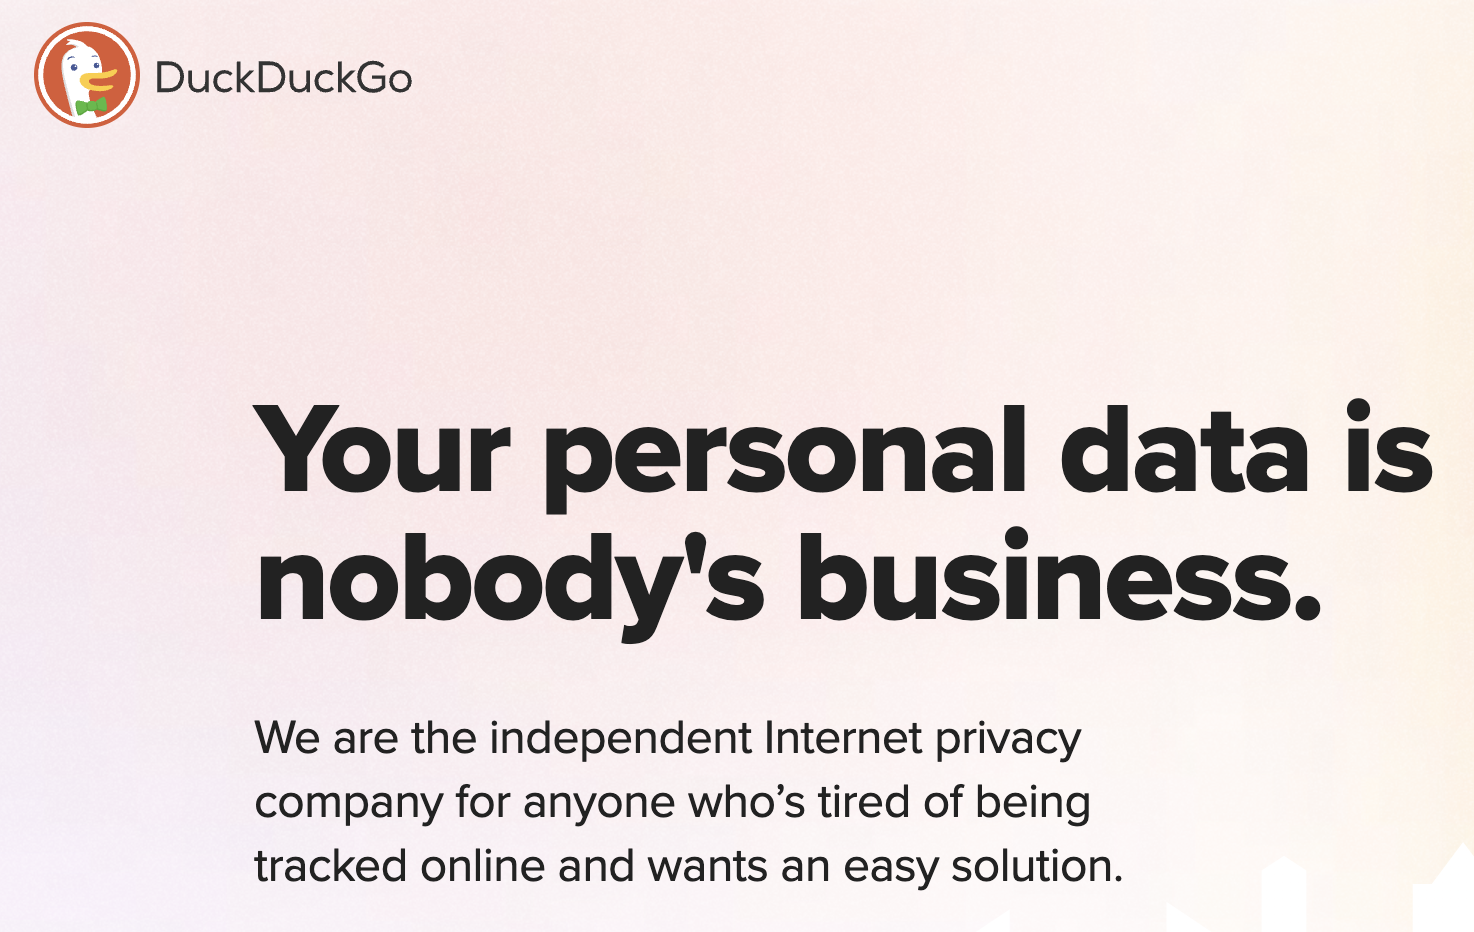 DuckDuckGo
Your personal data is
nobody's business.
We are the independent Internet privacy
company for anyone who’s tired of being
tracked online and wants an easy solution.